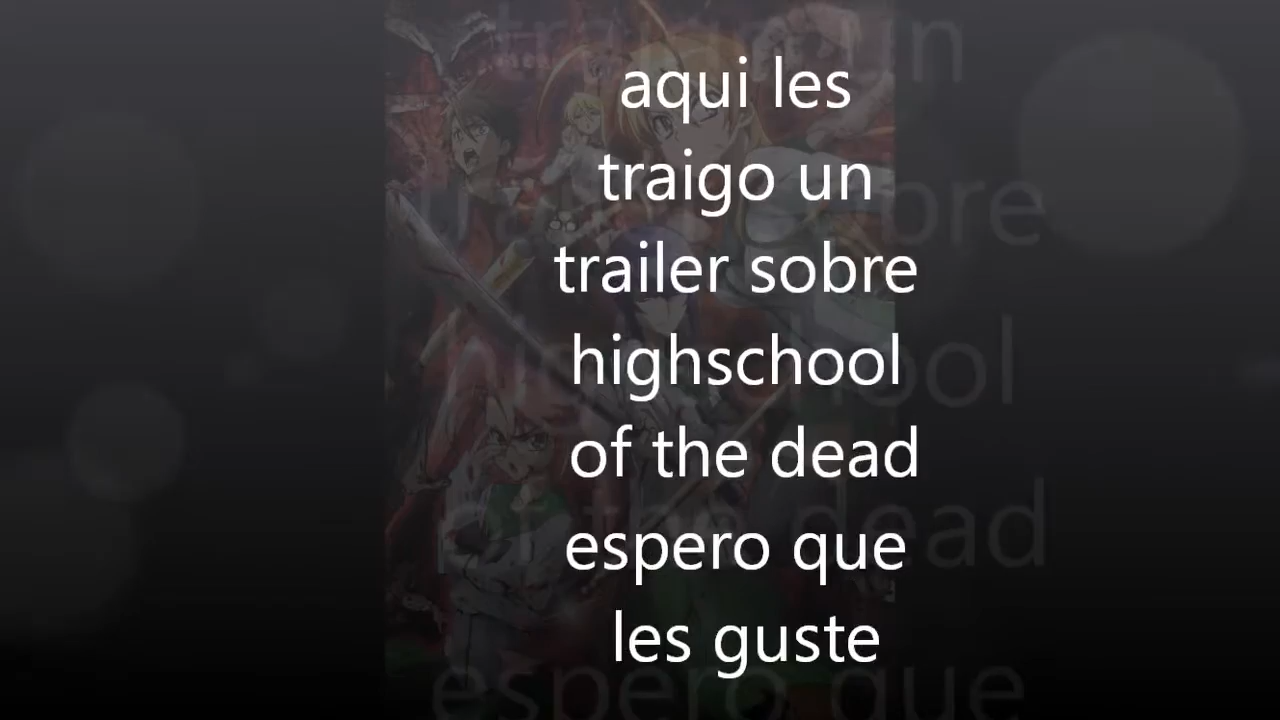 aqui les
traigo un
trailer sobre
highschool
of the dead
espero que
les guste